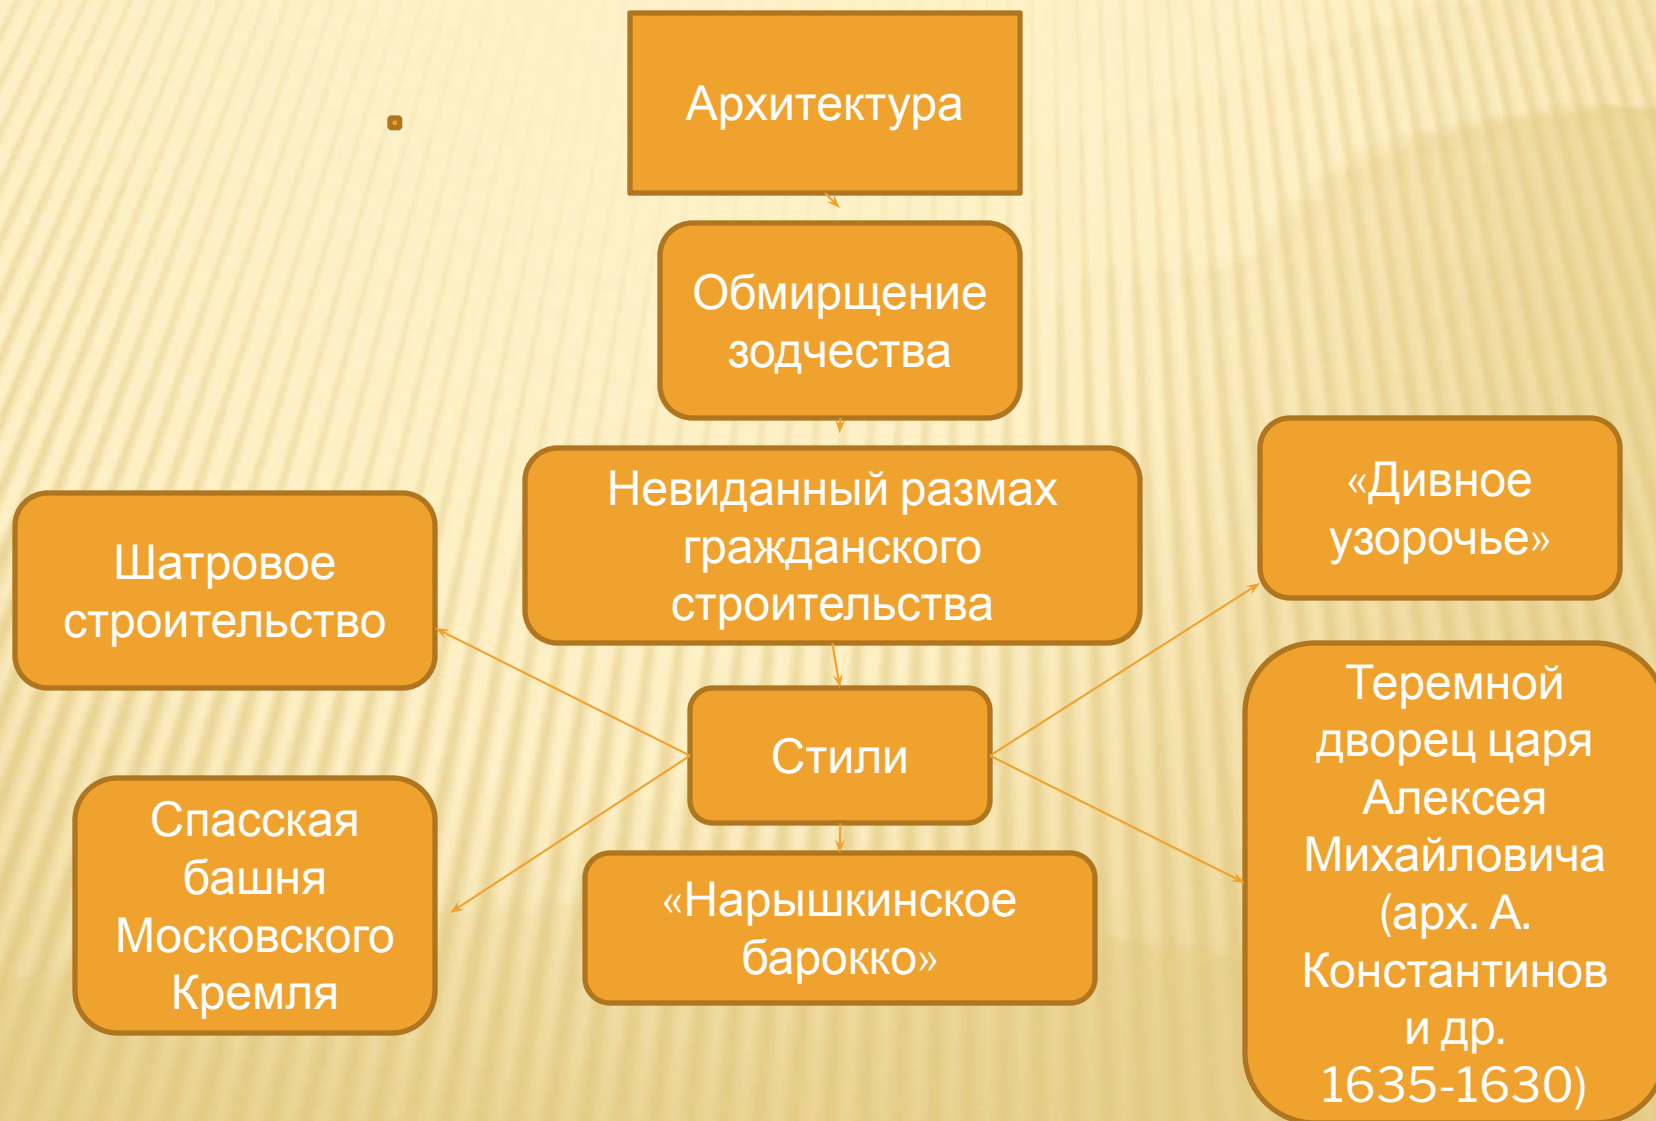 Архитектура
Обмирщение
зодчества
Невиданный размах
гражданского
строительства
«Дивное
узорочье»
Шатровое
строительство
Стили
Теремной
дворец царя
Алексея
Михайловича
(арх. А.
Константинов
и др.
1635-1630)
Спасская
башня
Московского
Кремля
«Нарышкинское
барокко»